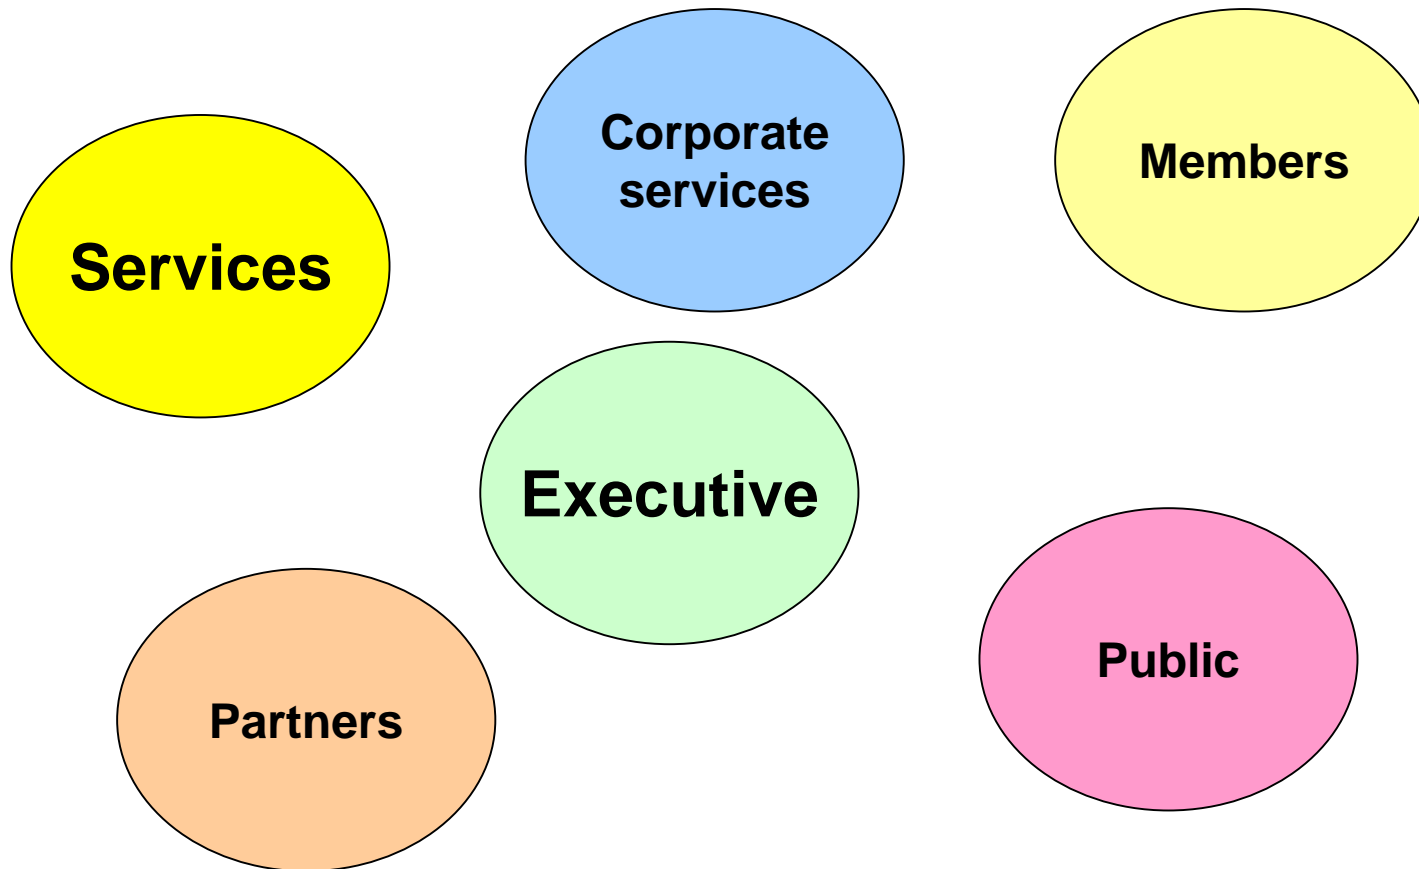 Corporate
services
Members
Services
Executive
Public
Partners